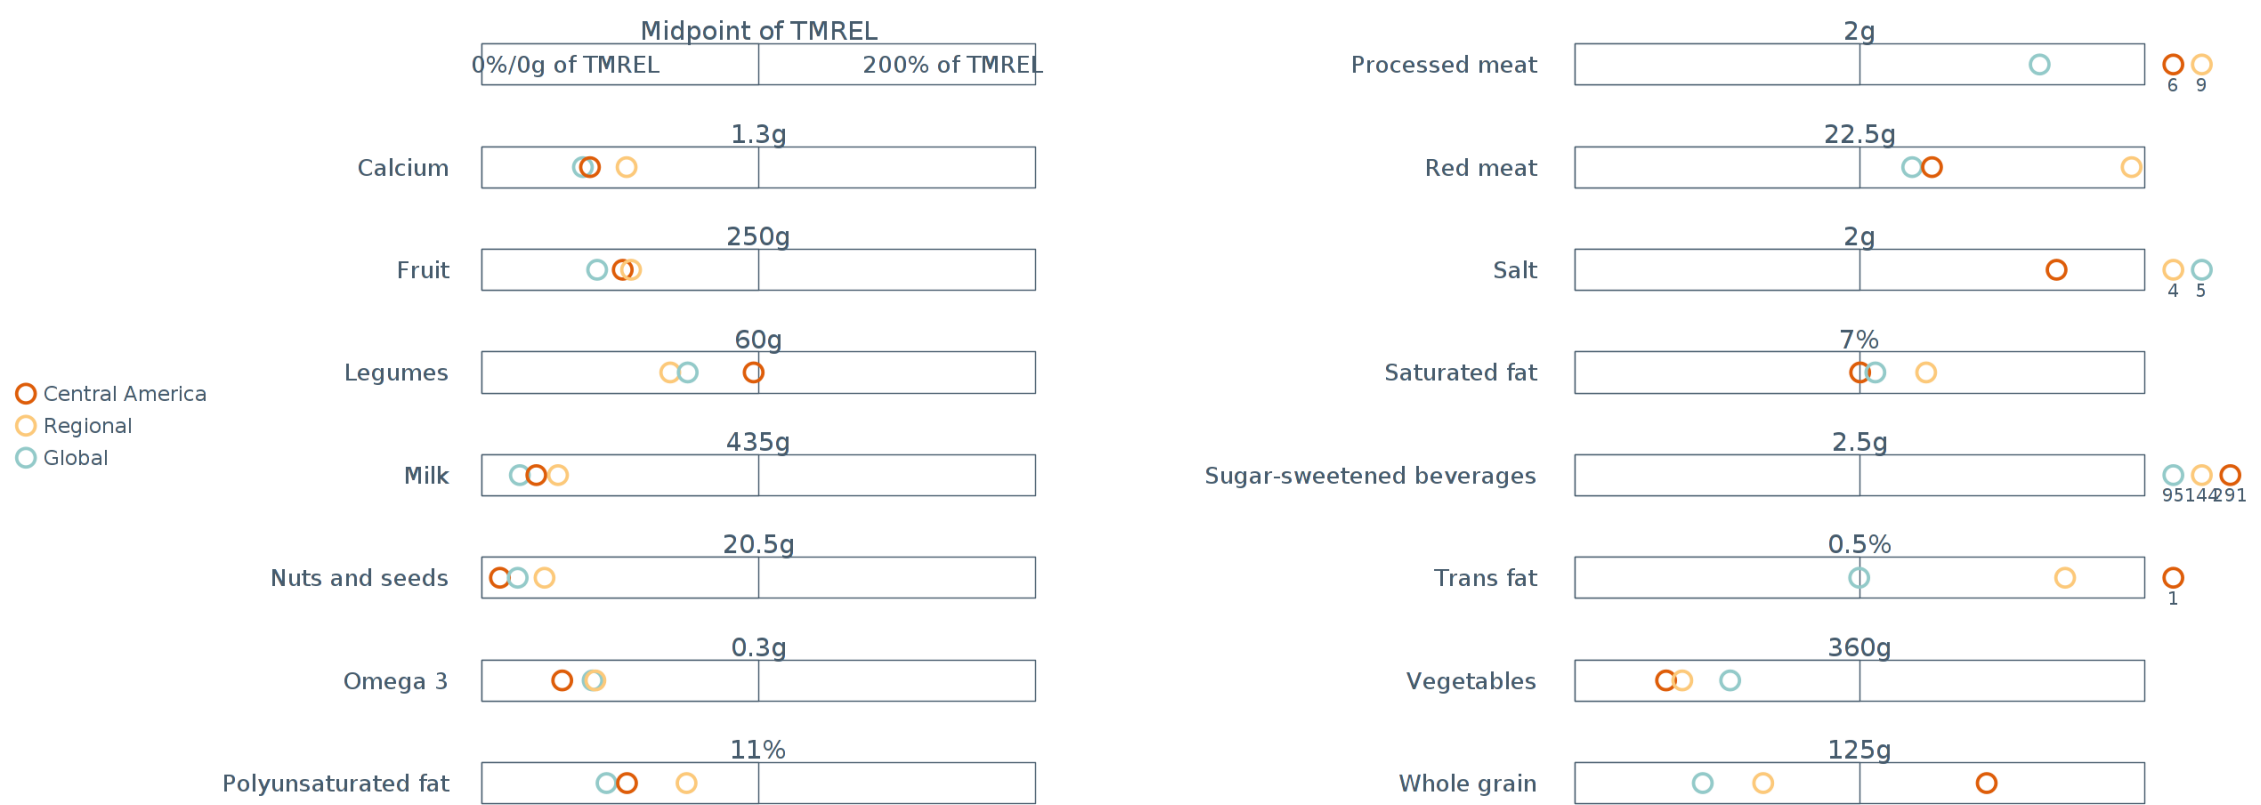 Midpoint of TMREL
0%/0g of TMREL 200% of TMREL
1.3g
Calcium
250g
Fruit
60g
Legumes
435g
Milk
20.5g
Nuts and seeds
0.3g
Omega 3
11%
Polyunsaturated fat
Central America
Regional
Global
2g
Processed meat
6 9
22.5g
Red meat
2g
Salt
4 5
7%
Saturated fat
2.5g
Sugar-sweetened beverages
95 144 291
0.5%
Trans fat
1
360g
Vegetables
125g
Whole grain